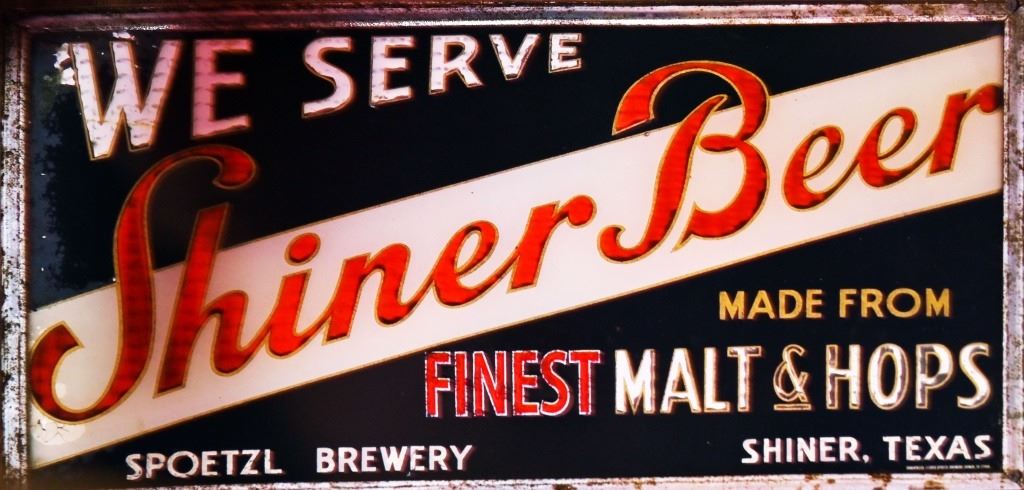 WE SERVE
Shiner Beer
MADE FROM
FINEST MALT & HOPS
SPOETZL BREWERY
SHINER, TEXAS